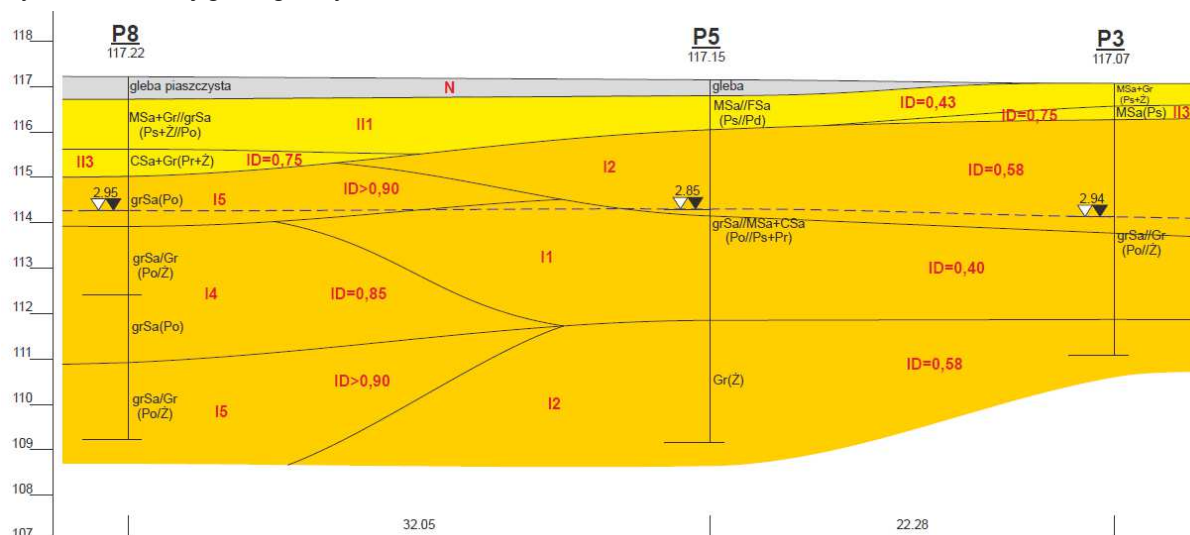 118
P8
117.22
P5
117.15
P3
117.07
117
gleba piaszczysta
N
gleba
MSa+Gr
(Ps+Ż)
MSa+Gr//grSa
(Ps+Ż//Po)
II1
MSa//FSa
(Ps//Pd)
ID=0,43
ID=0,75
MSa(Ps)
II3
116
II3
CSa+Gr(Pr+Ż)
ID=0,75
I2
ID=0,58
115
2.95
grSa(Po)
I5
ID>0,90
2.85
2.94
114
grSa//MSa+CSa
(Po//Ps+Pr)
grSa//Gr
(Po//Ż)
113
grSa/Gr
(Po/Ż)
I1
I4
ID=0,85
ID=0,40
112
grSa(Po)
111
ID>0,90
ID=0,58
110
grSa/Gr
(Po/Ż)
I5
I2
Gr(Ż)
109
108
107
32.05
22.28